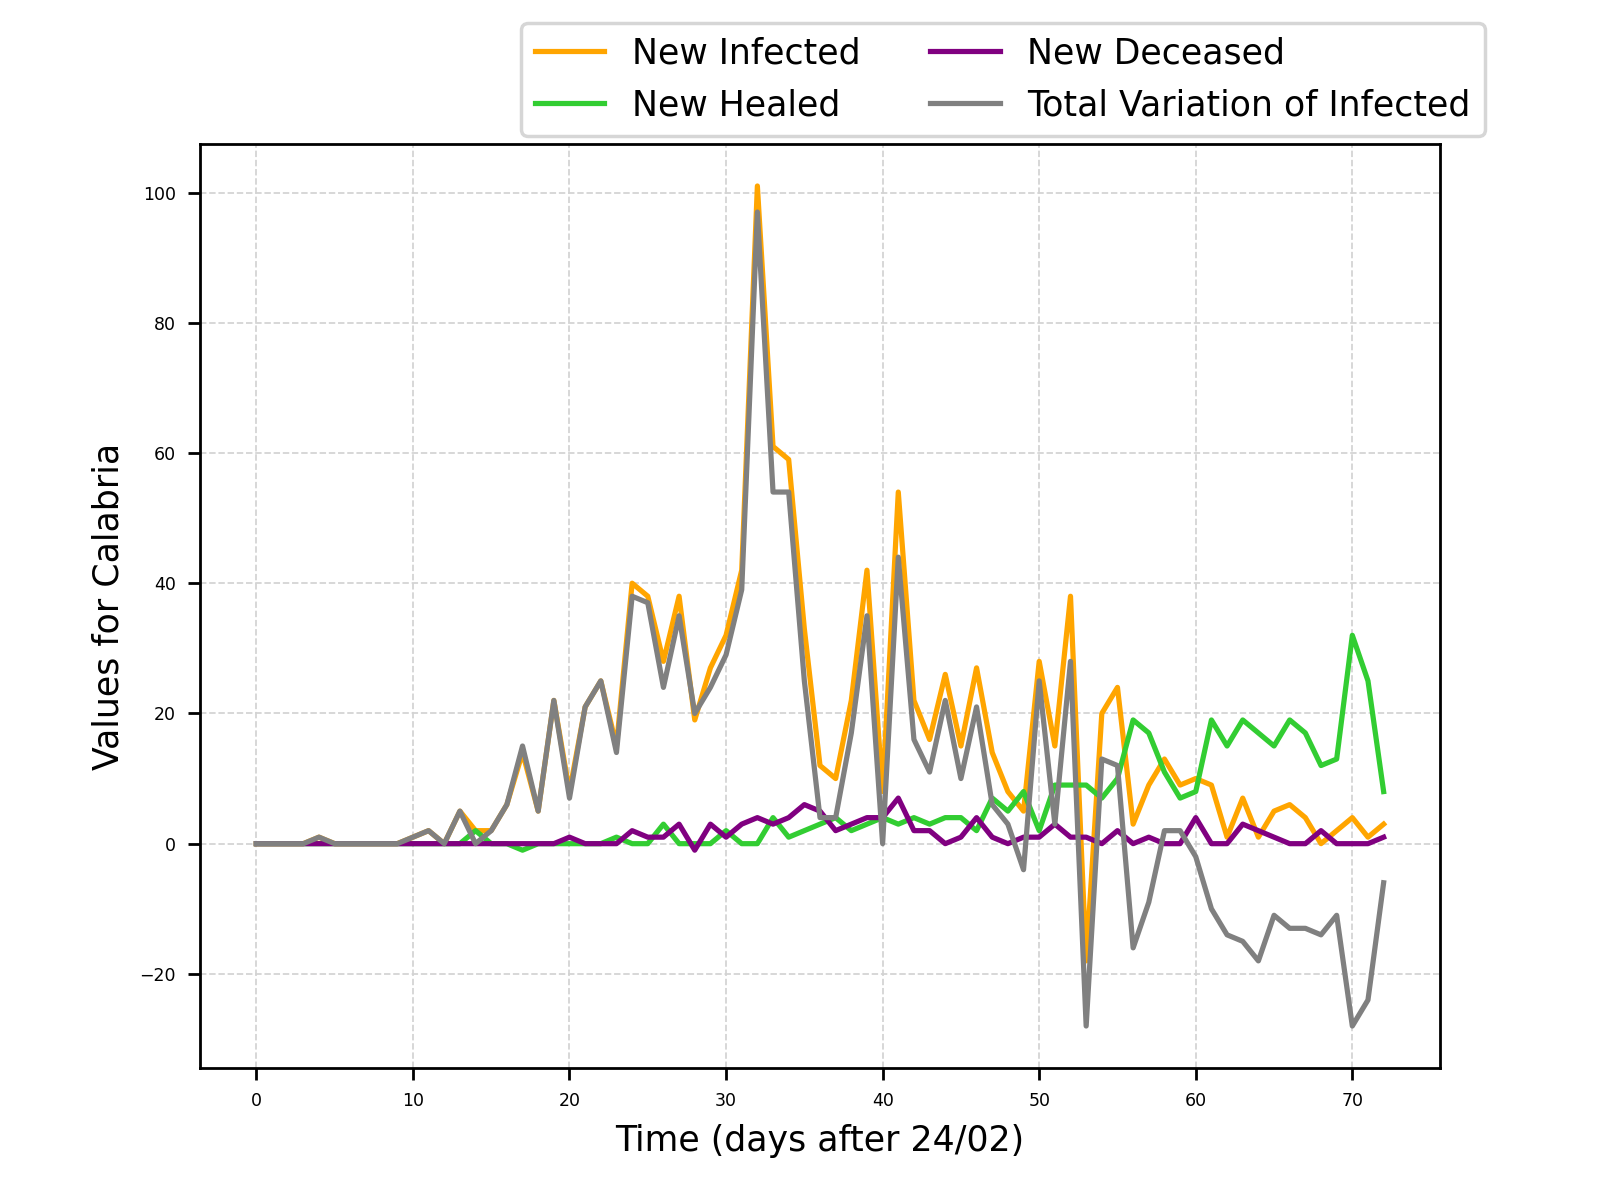 New Infected
New Healed
New Deceased
Total Variation of Infected
100
80
60
40
20
0
−20
Values for Calabria
0 10 20 30 40 50 60 70
Time (days after 24/02)